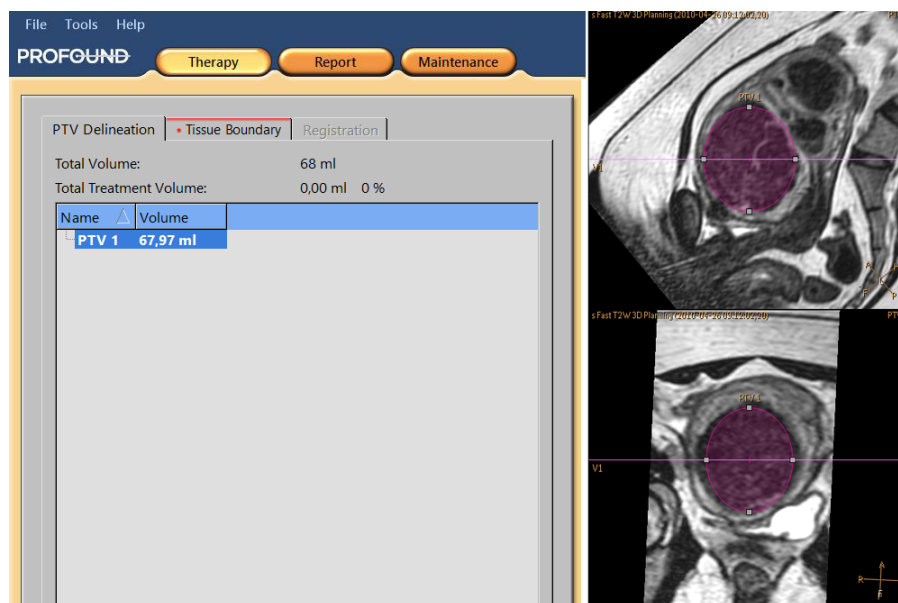 File Tools Help
PROFOUND
Therapy Report Maintenance
PTV Delineation • Tissue Boundary Registration
Total Volume: 68 ml
Total Treatment Volume: 0,00 ml 0 %
Name Volume
PTV 1 67,97 ml
s Fast T2W 3D Planning (2010-04-26 09:12:02,20) PT
PTV 1
V1
A
L
F
P
s Fast T2W 3D Planning (2010-04-26 09:12:02,20) PT
PTV 1
V1
A
R
F